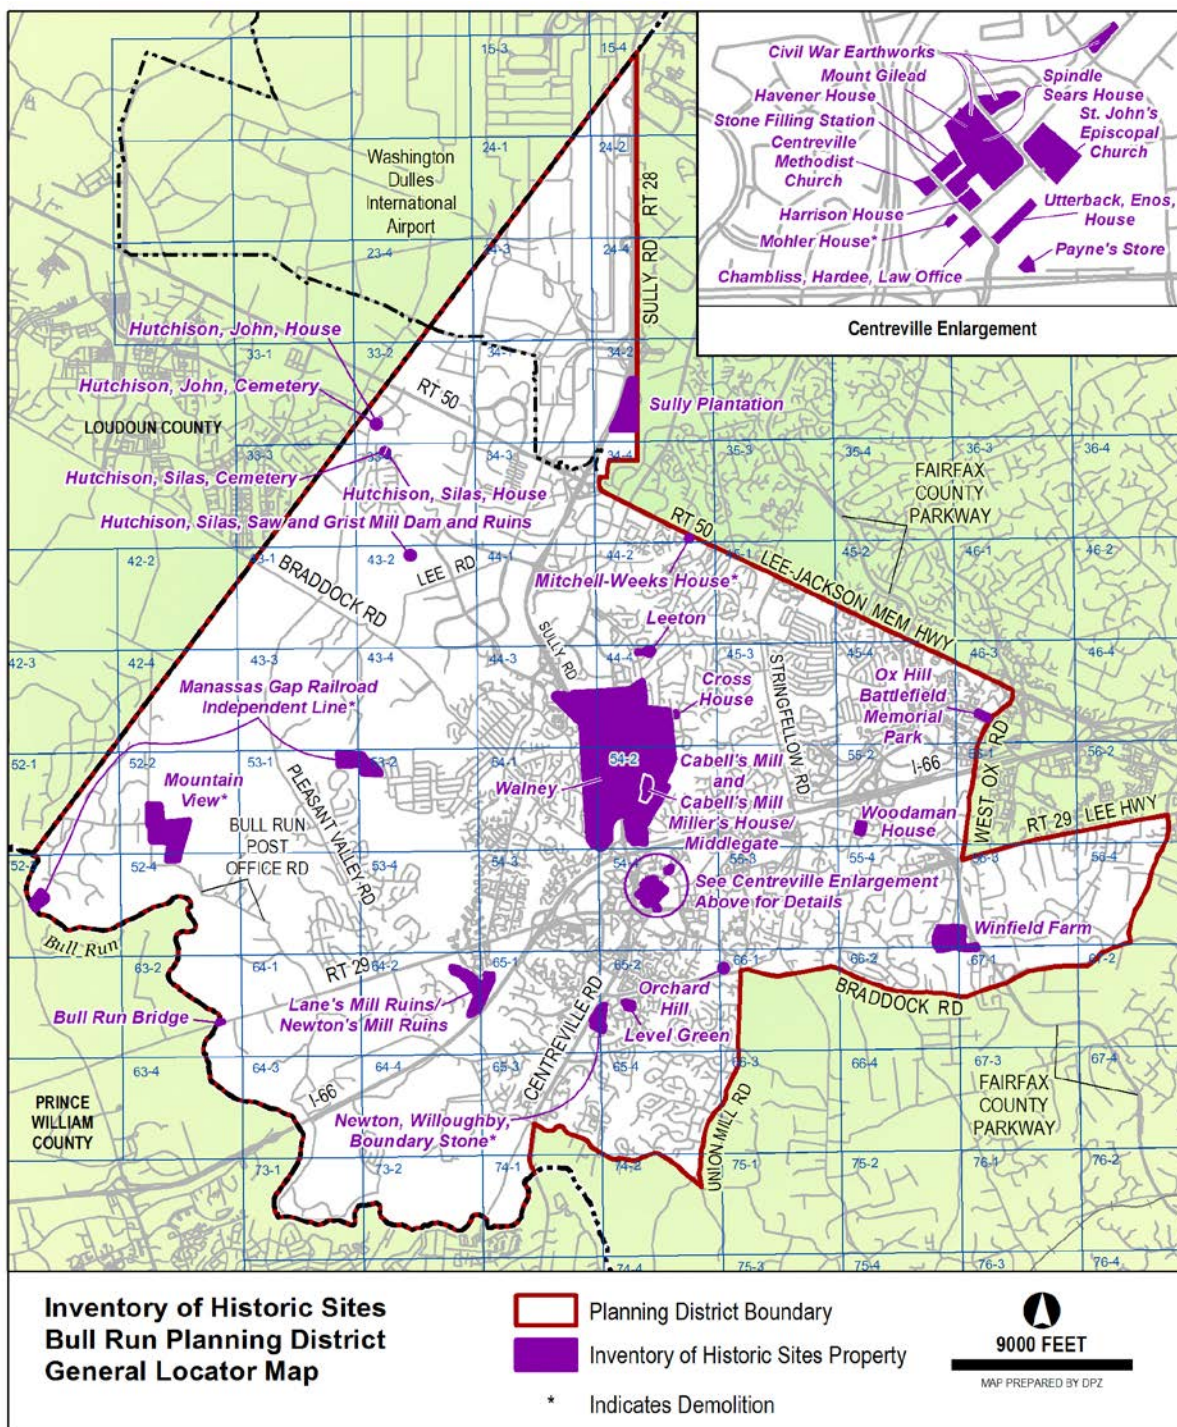 15-3
15-4
Civil War Earthworks
Mount Gilead
Havener House
Stone Filling Station
Centreville
Methodist
Church
Spindle
Sears House
St. John's
Episcopal
Church
Harrison House
Mohler House*
Utterback, Enos,
House
Payne's Store
Chambliss, Hardee, Law Office
Centreville Enlargement
24-1
24-2
Washington
Dulles
International
Airport
SULLY RD RT 28
23-4
24-3
24-4
Hutchison, John, House
33-1
33-2
34-1
34-2
Hutchison, John, Cemetery
RT 50
Sully Plantation
LOUDOUN COUNTY
33-3
34-3
34-4
35-3
35-4
36-3
36-4
Hutchison, Silas, Cemetery
Hutchison, Silas, House
FAIRFAX
COUNTY
PARKWAY
Hutchison, Silas, Saw and Grist Mill Dam and Ruins
RT 50
42-2
43-2
44-1
44-2
45-1
45-2
46-1
46-2
BRADDOCK RD
LEE RD
LEE-JACKSON MEM HWY
Mitchell-Weeks House*
Leeton
SULLY RD
42-3
42-4
43-3
43-4
44-3
44-4
45-3
45-4
46-3
46-4
Manassas Gap Railroad
Independent Line*
Cross
House
STRINGFELLOW RD
Ox Hill
Battlefield
Memorial
Park
52-1
52-2
53-1
53-2
54-1
54-2
55-2
55-1
56-2
I-66
WEST OX RD
Mountain
View*
PLEASANT VALLEY RD
Walney
Cabell's Mill
and
Cabell's Mill
Miller's House/
Middlegate
Woodaman
House
RT 29 LEE HWY
BULL RUN
POST
OFFICE RD
52-4
53-4
54-3
54-4
55-3
55-4
56-3
56-4
See Centreville Enlargement
Above for Details
Bull Run
Winfield Farm
63-2
64-1
RT 29
64-2
65-1
65-2
66-1
66-2
67-1
67-2
Lane's Mill Ruins/
Newton's Mill Ruins
Orchard
Hill
BRADDOCK RD
Bull Run Bridge
CENTREVILLE RD
Level Green
63-4
64-3
64-4
65-3
65-4
66-3
66-4
67-3
67-4
I-66
PRINCE
WILLIAM
COUNTY
Newton, Willoughby,
Boundary Stone*
UNION MILL RD
FAIRFAX
COUNTY
PARKWAY
73-1
73-2
74-1
74-2
75-1
75-2
76-1
76-2
74-4
75-3
75-4
76-3
76-4
Inventory of Historic Sites
Bull Run Planning District
General Locator Map
Planning District Boundary
Inventory of Historic Sites Property
* Indicates Demolition
9000 FEET
MAP PREPARED BY DPZ